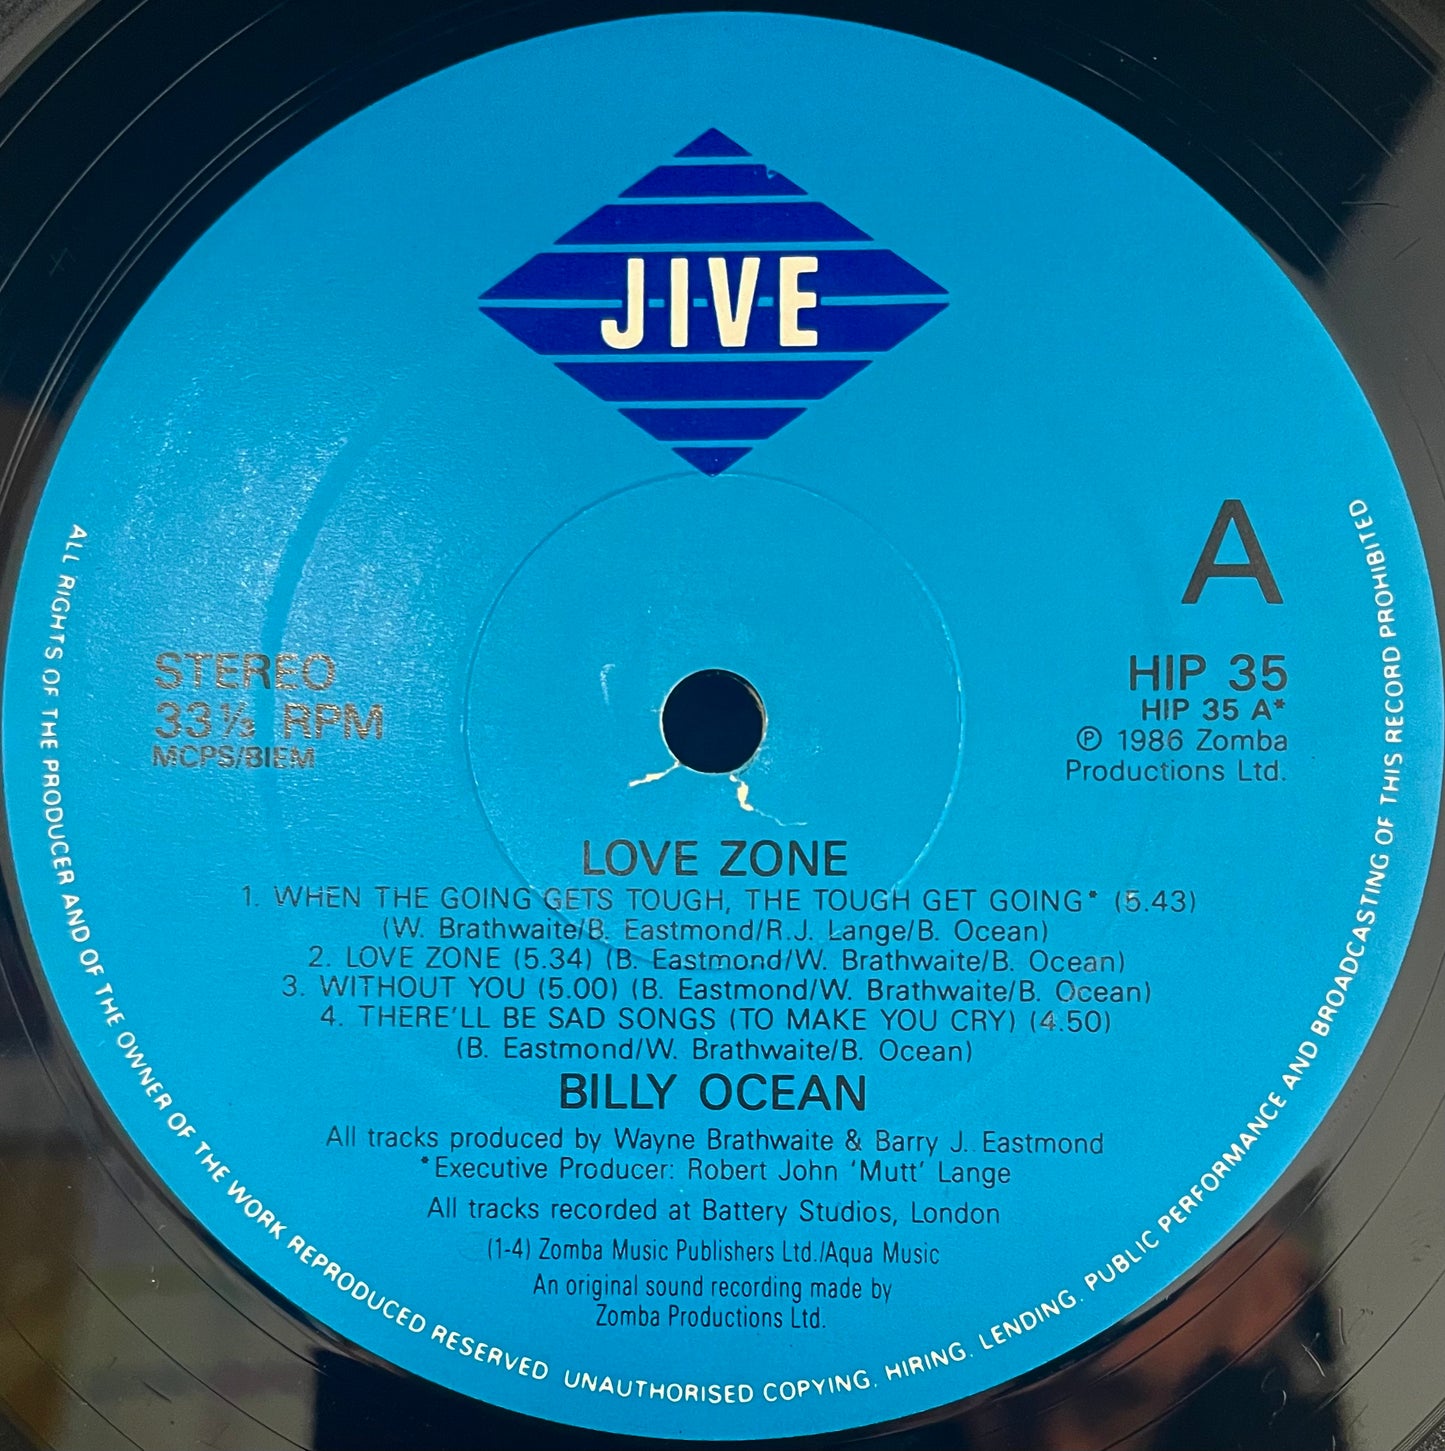 JIVE
A
STEREO
33⅓ RPM
MCPS/BIEM
HIP 35
HIP 35 A*
℗ 1986 Zomba
Productions Ltd.
LOVE ZONE
1. WHEN THE GOING GETS TOUGH, THE TOUGH GET GOING* (5.43)
(W. Brathwaite/B. Eastmond/R.J. Lange/B. Ocean)
2. LOVE ZONE (5.34) (B. Eastmond/W. Brathwaite/B. Ocean)
3. WITHOUT YOU (5.00) (B. Eastmond/W. Brathwaite/B. Ocean)
4. THERE'LL BE SAD SONGS (TO MAKE YOU CRY) (4.50)
(B. Eastmond/W. Brathwaite/B. Ocean)
BILLY OCEAN
All tracks produced by Wayne Brathwaite & Barry J. Eastmond
*Executive Producer: Robert John 'Mutt' Lange
All tracks recorded at Battery Studios, London
(1-4) Zomba Music Publishers Ltd./Aqua Music
An original sound recording made by
Zomba Productions Ltd.
ALL RIGHTS OF THE PRODUCER AND OF THE OWNER OF THE WORK REPRODUCED RESERVED UNAUTHORISED COPYING. HIRING. LENDING. PUBLIC PERFORMANCE AND BROADCASTING OF THIS RECORD PROHIBITED